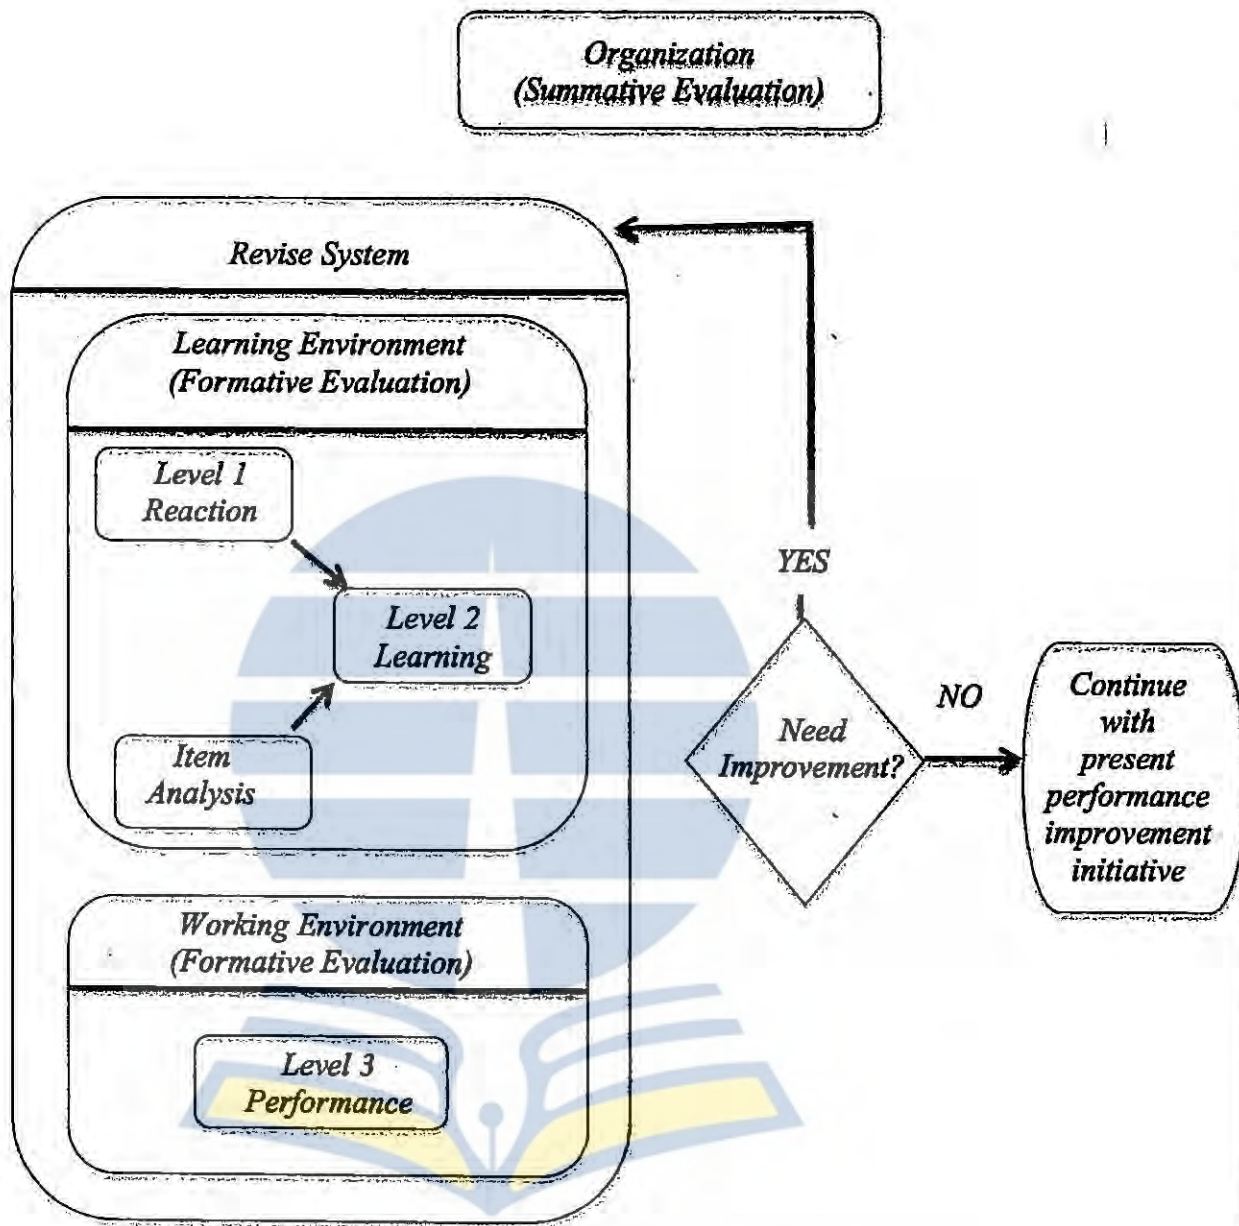 Organization
(Summative Evaluation)
Revise System
Learning Environment
(Formative Evaluation)
Level 1
Reaction
Level 2
Learning
Item
Analysis
Working Environment
(Formative Evaluation)
Level 3
Performance
YES
Need
Improvement?
NO
Continue
with
present
performance
improvement
initiative